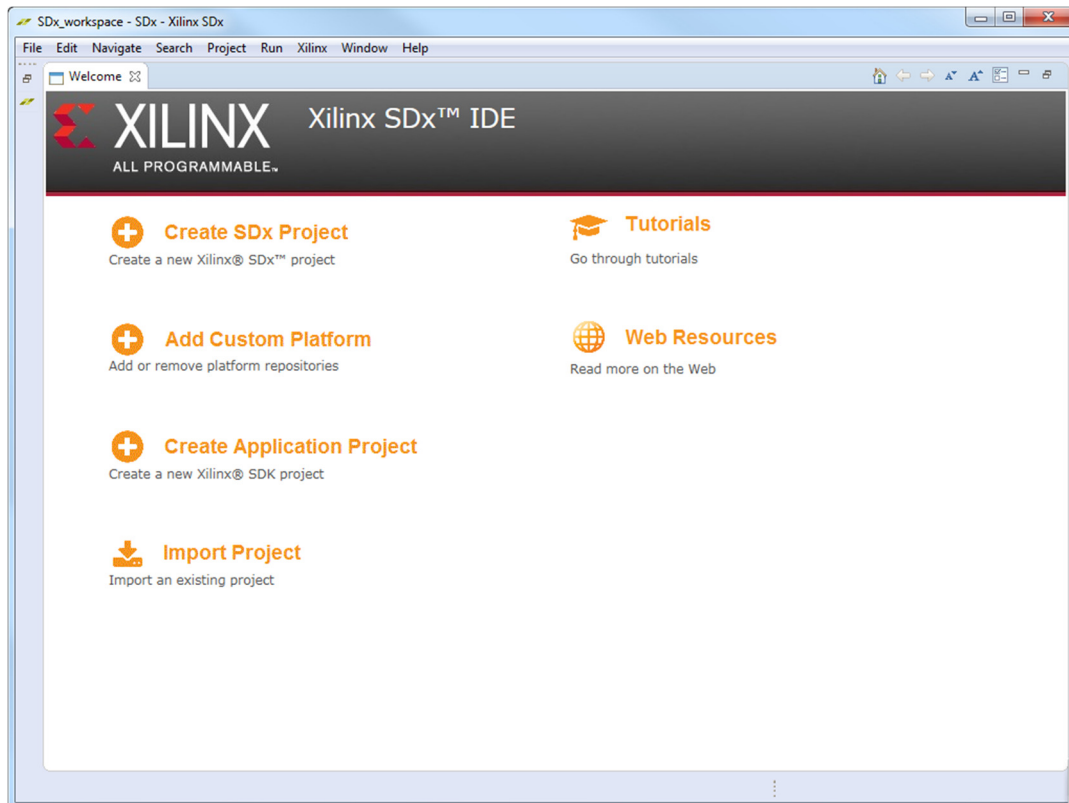 SDx_workspace - SDx - Xilinx SDx
File Edit Navigate Search Project Run Xilinx Window Help
Welcome
XILINX
ALL PROGRAMMABLE™
Xilinx SDx™ IDE
Create SDx Project
Create a new Xilinx® SDx™ project
Add Custom Platform
Add or remove platform repositories
Create Application Project
Create a new Xilinx® SDK project
Import Project
Import an existing project
Tutorials
Go through tutorials
Web Resources
Read more on the Web